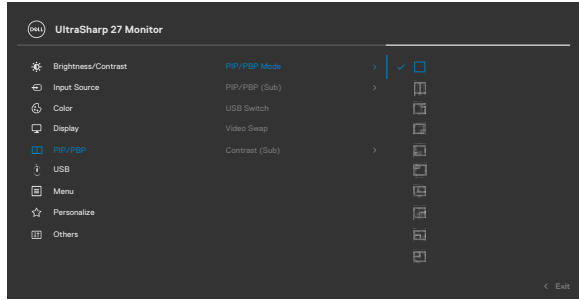 DELL UltraSharp 27 Monitor
Brightness/Contrast PIP/PBP Mode
Input Source PIP/PBP (Sub)
Color USB Switch
Display Video Swap
PIP/PBP Contrast (Sub)
USB
Menu
Personalize
Others
Exit